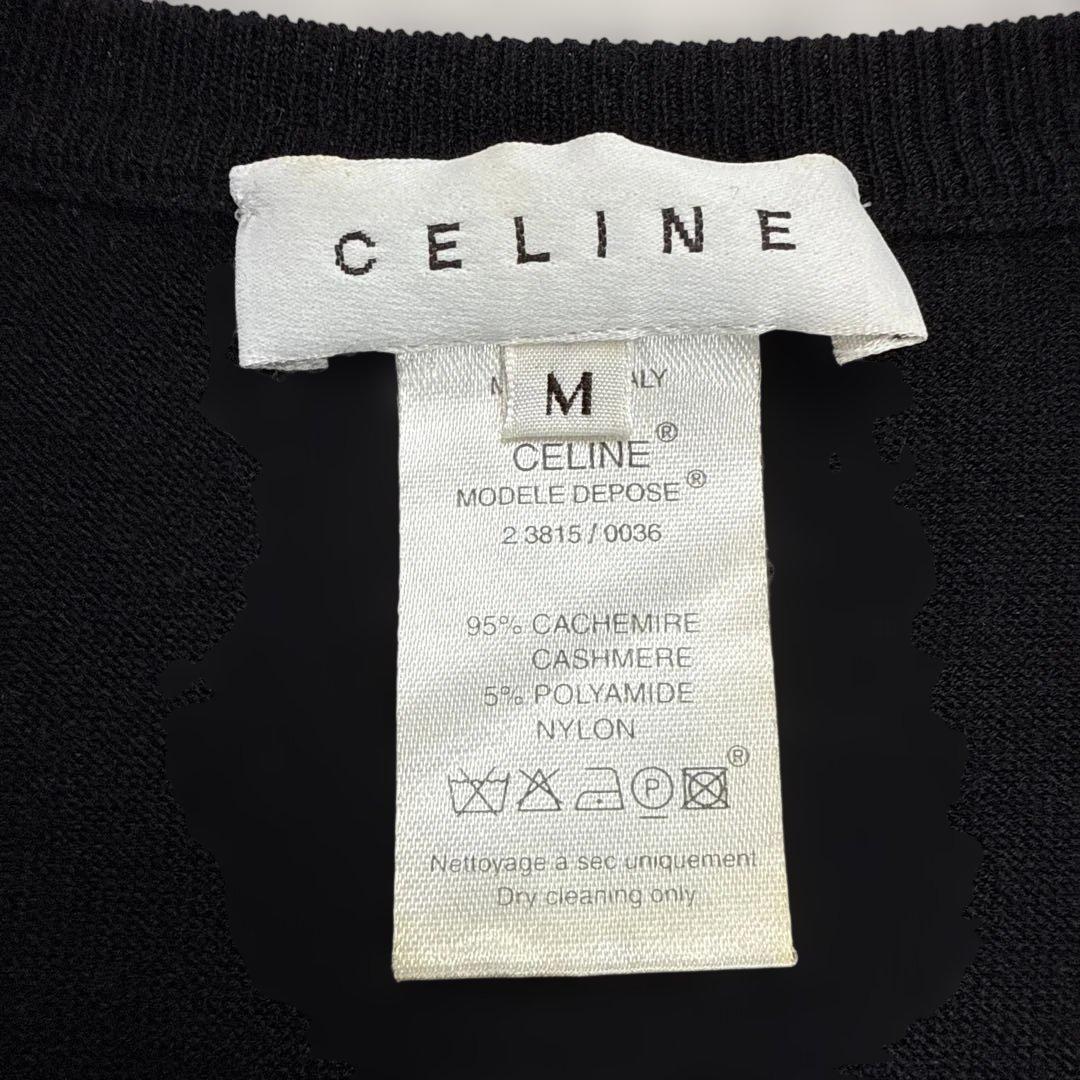 CELINE
M
CELINE®
MODELE DEPOSE®
2 3815 / 0036
95% CACHEMIRE
CASHMERE
5% POLYAMIDE
NYLON
P
®
Nettoyage à sec uniquement
Dry cleaning only